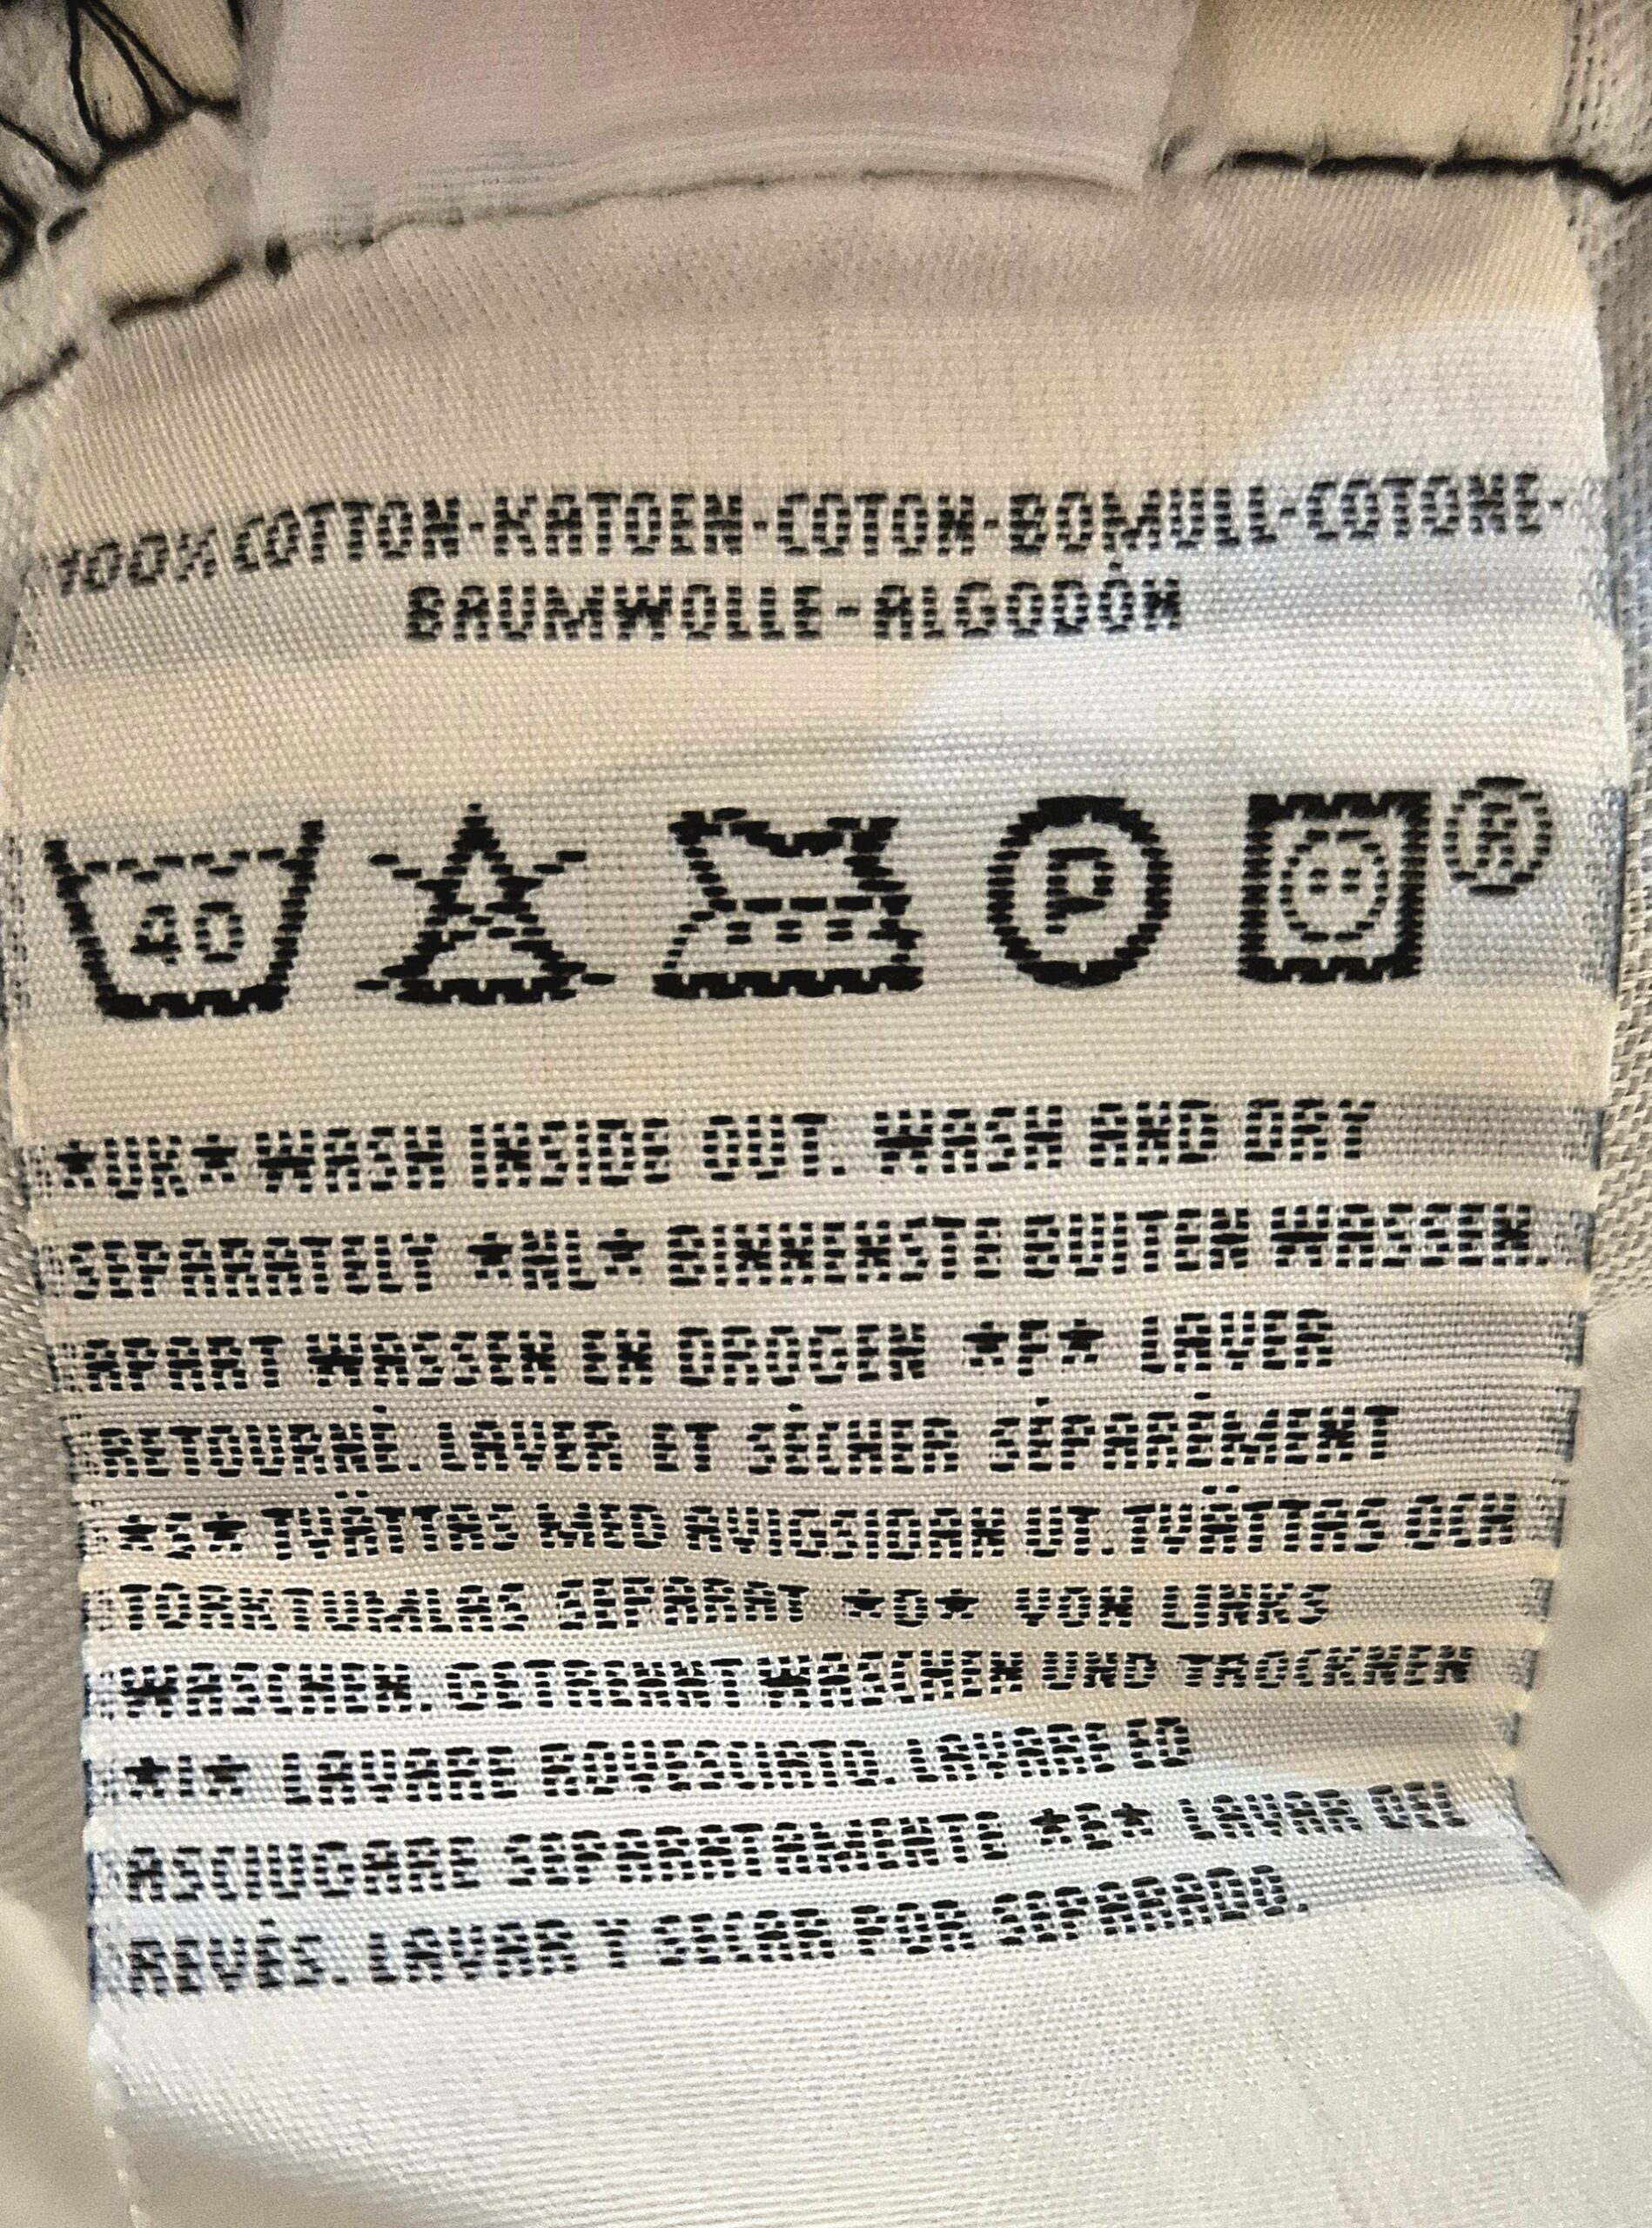 100% COTTON-KATOEN-COTON-BOMULL-COTONE-
BAUMWOLLE-ALGODÓN
40 P ®
*UK* WASH INSIDE OUT. WASH AND DRY
SEPARATELY *NL* BINNENSTE BUITEN WASSEN.
APART WASSEN EN DROGEN *F* LAVER
RETOURNÉ. LAVER ET SÉCHER SÉPARÉMENT
*S* TVÄTTAS MED AVIGSIDAN UT. TVÄTTAS OCH
TORKTUMLAS SEPARAT *D* VON LINKS
WASCHEN. GETRENNT WASCHEN UND TROCKNEN
*I* LAVARE ROVESCIATO. LAVARE ED
ASCIUGARE SEPARATAMENTE *E* LAVAR DEL
REVÉS. LAVAR Y SECAR POR SEPARADO.